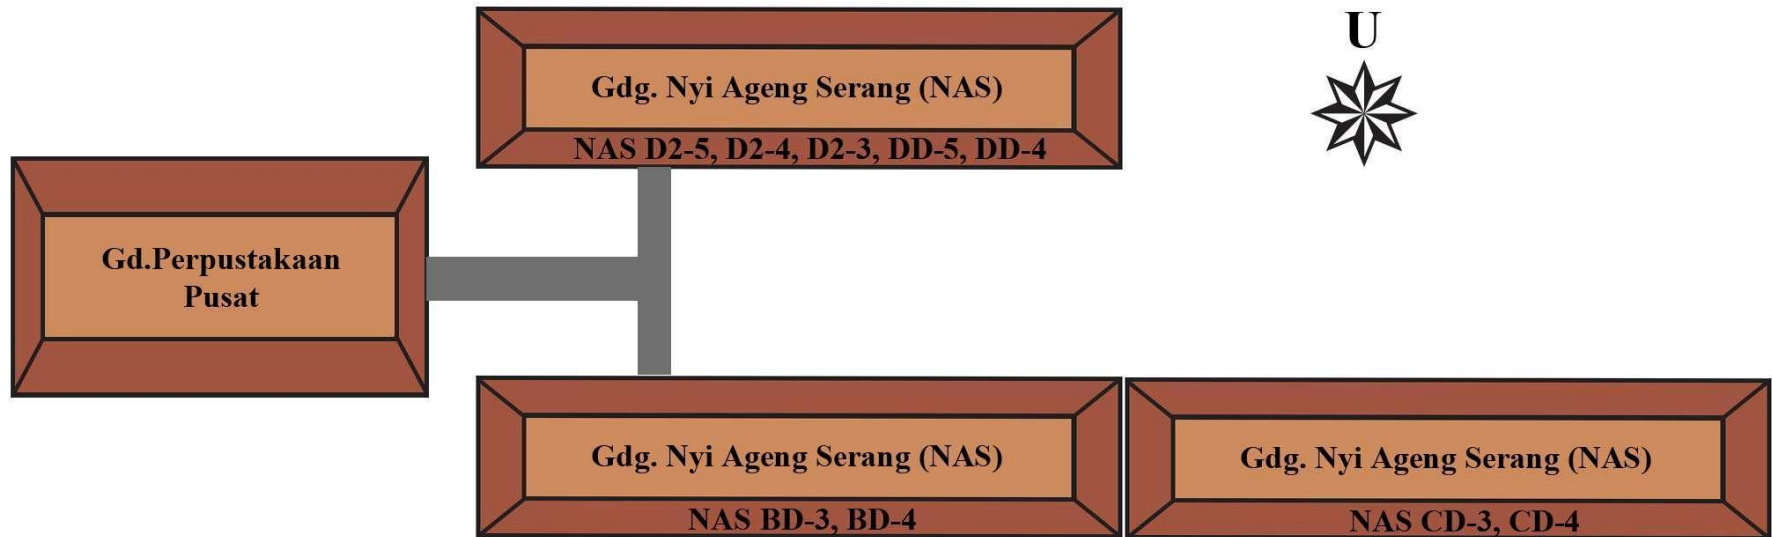 Gdg. Nyi Ageng Serang (NAS)
NAS D2-5, D2-4, D2-3, DD-5, DD-4
U
Gd.Perpustakaan
Pusat
Gdg. Nyi Ageng Serang (NAS)
NAS BD-3, BD-4
Gdg. Nyi Ageng Serang (NAS)
NAS CD-3, CD-4